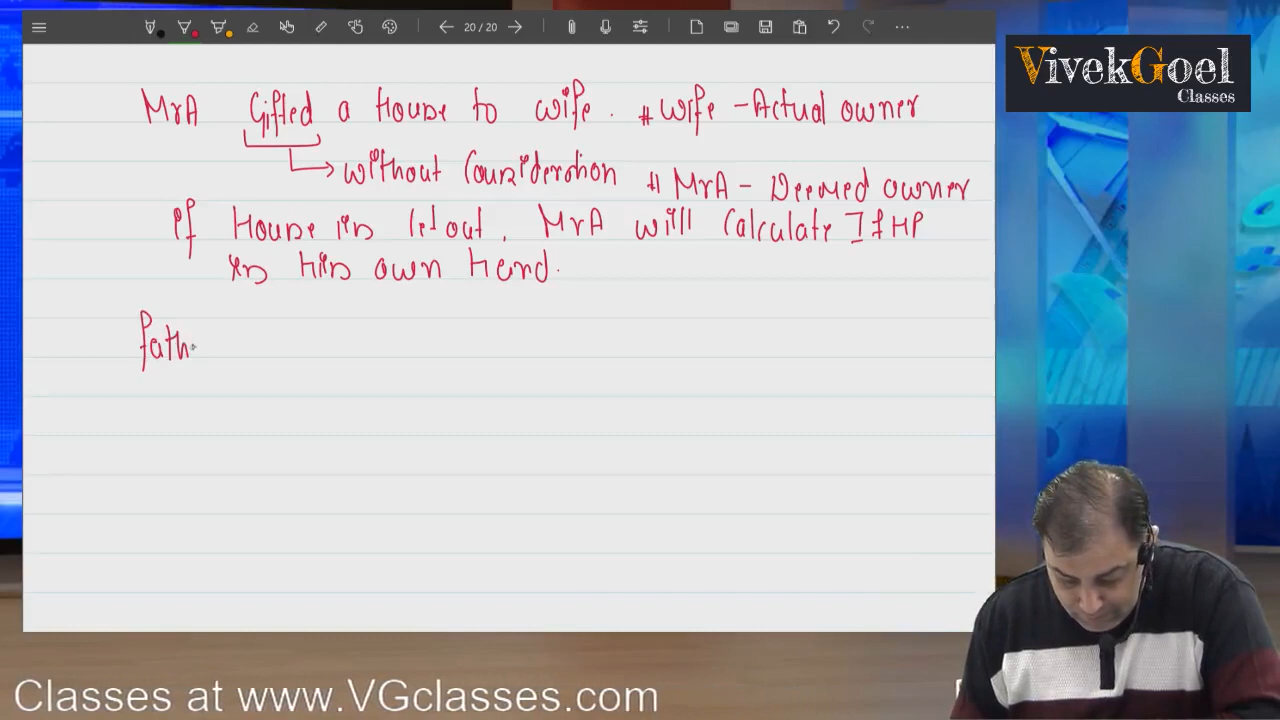 20/20
VivekGoel
Classes
MrA Gifted a House to wife. # Wife - Actual owner
without Consideration # MrA - Deemed owner
if House is let out, MrA will Calculate IfHP
in his own hand.
fath
Classes at www.VGclasses.com